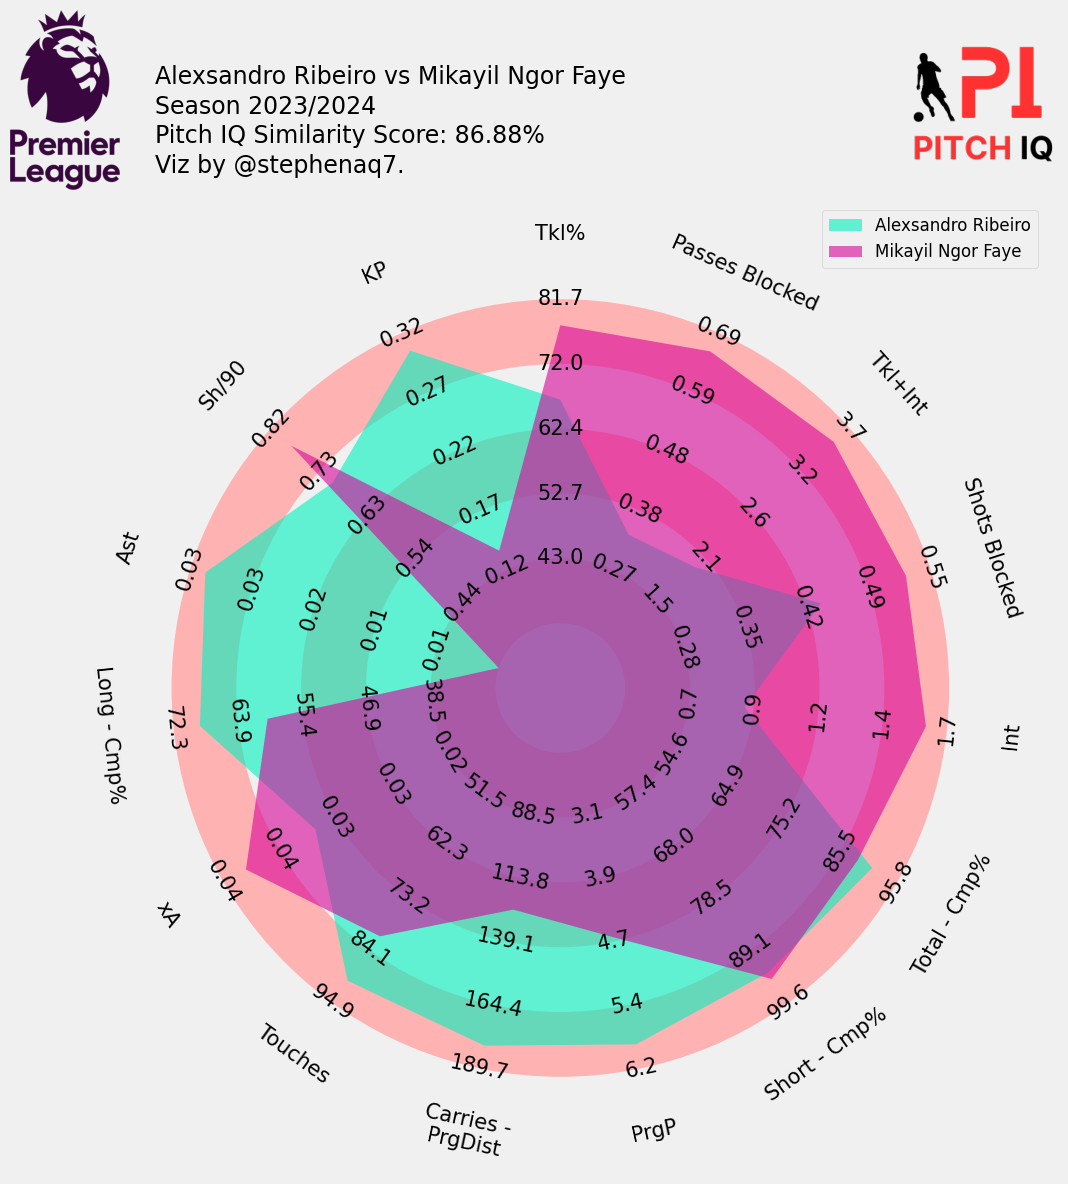 Premier
League
Alexsandro Ribeiro vs Mikayil Ngor Faye
Season 2023/2024
Pitch IQ Similarity Score: 86.88%
Viz by @stephenaq7.
PI
PITCH IQ
Alexsandro Ribeiro
Mikayil Ngor Faye
Tkl%
81.7
72.0
62.4
52.7
43.0
Passes Blocked
0.69
0.59
0.48
0.38
0.27
Tkl+Int
3.7
3.2
2.6
2.1
1.5
Shots Blocked
0.55
0.49
0.42
0.35
0.28
Int
1.7
1.4
1.2
0.9
0.7
Total - Cmp%
95.8
85.5
75.2
64.9
54.6
Short - Cmp%
99.6
89.1
78.5
68.0
57.4
PrgP
6.2
5.4
4.7
3.9
3.1
Carries -
PrgDist
189.7
164.4
139.1
113.8
88.5
Touches
94.9
84.1
73.2
62.3
51.5
xA
0.04
0.04
0.03
0.03
0.02
Long - Cmp%
72.3
63.9
55.4
46.9
38.5
Ast
0.03
0.03
0.02
0.01
0.01
Sh/90
0.82
0.73
0.63
0.54
0.44
KP
0.32
0.27
0.22
0.17
0.12